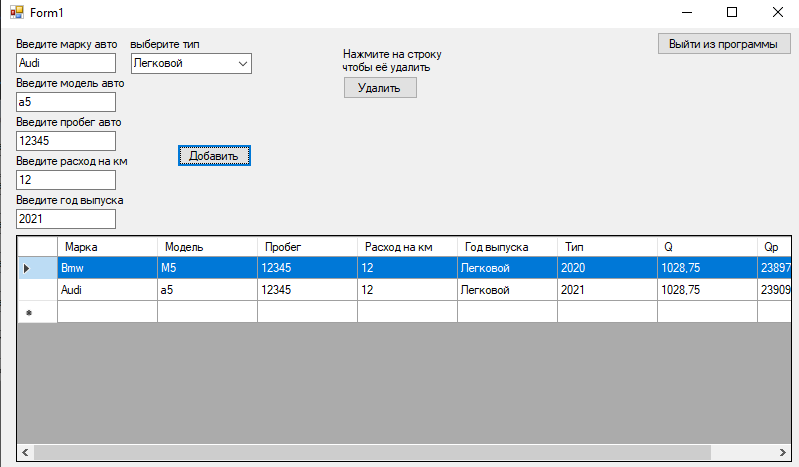 Form1
Введите марку авто
выберите тип
Выйти из программы
Audi
Легковой
Нажмите на строку
чтобы её удалить
Введите модель авто
a5
Удалить
Введите пробег авто
12345
Добавить
Введите расход на км
12
Введите год выпуска
2021
Марка Модель Пробег Расход на км Год выпуска Тип Q Qp
Bmw M5 12345 12 Легковой 2020 1028,75 23897
Audi a5 12345 12 Легковой 2021 1028,75 23909